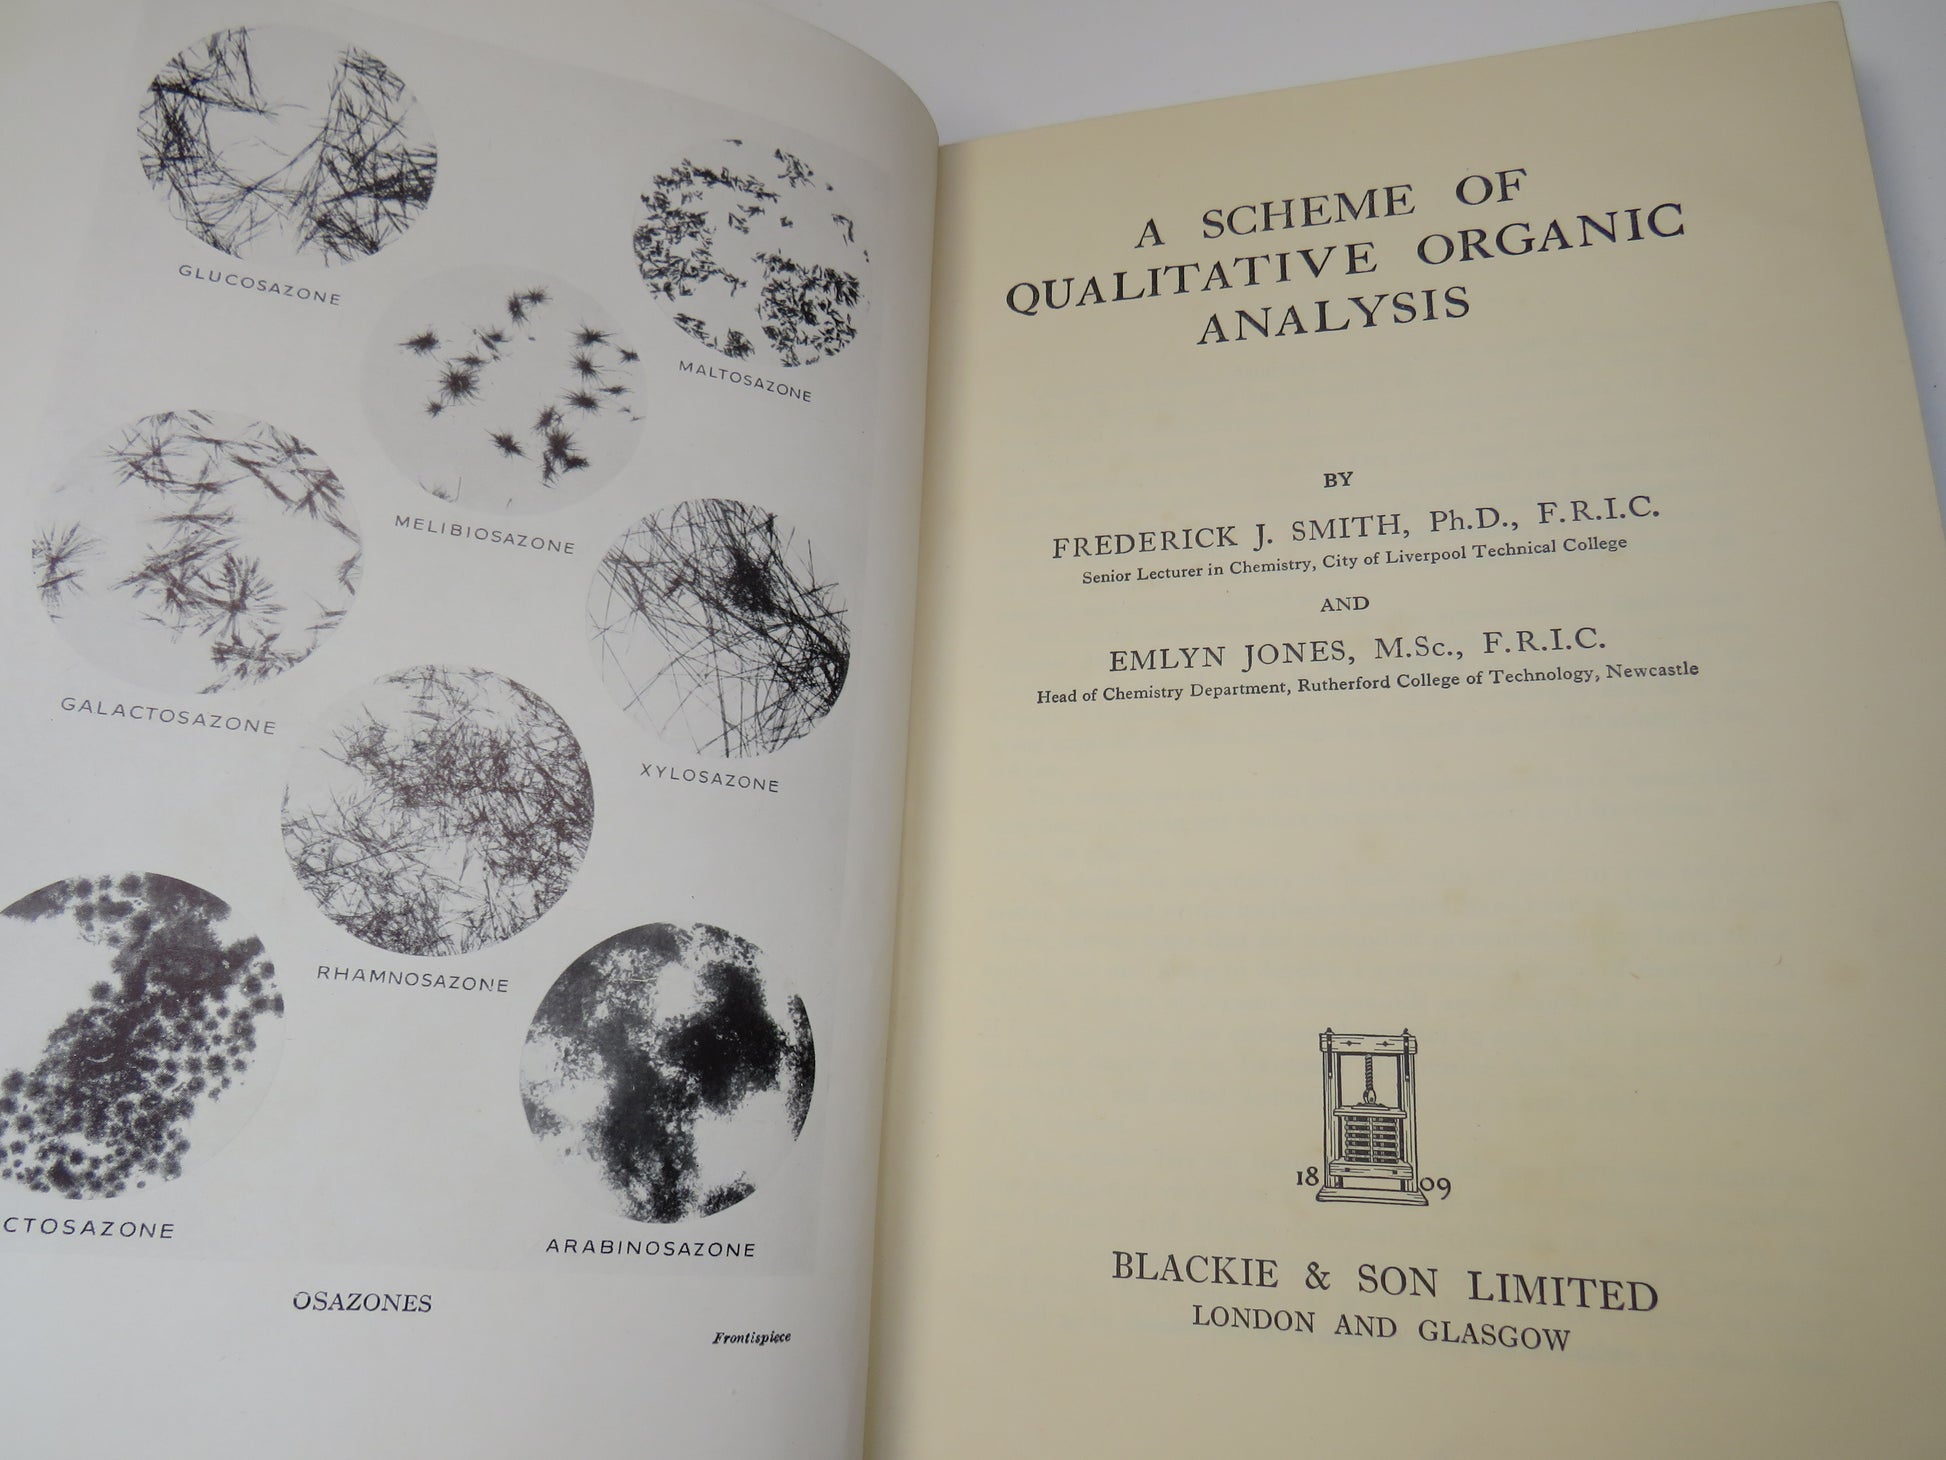 GLUCOSAZONE
MALTOSAZONE
MELIBIOSAZONE
GALACTOSAZONE
XYLOSAZONE
RHAMNOSAZONE
CTOSAZONE
ARABINOSAZONE
OSAZONES
Frontispiece
A SCHEME OF
QUALITATIVE ORGANIC
ANALYSIS
BY
FREDERICK J. SMITH, Ph.D., F.R.I.C.
Senior Lecturer in Chemistry, City of Liverpool Technical College
AND
EMLYN JONES, M.Sc., F.R.I.C.
Head of Chemistry Department, Rutherford College of Technology, Newcastle
1809
BLACKIE & SON LIMITED
LONDON AND GLASGOW